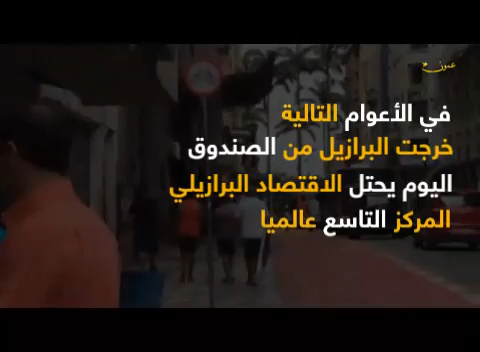 في الأعوام التالية
خرجت البرازيل من الصندوق
اليوم يحتل الاقتصاد البرازيلي
المركز التاسع عالميا